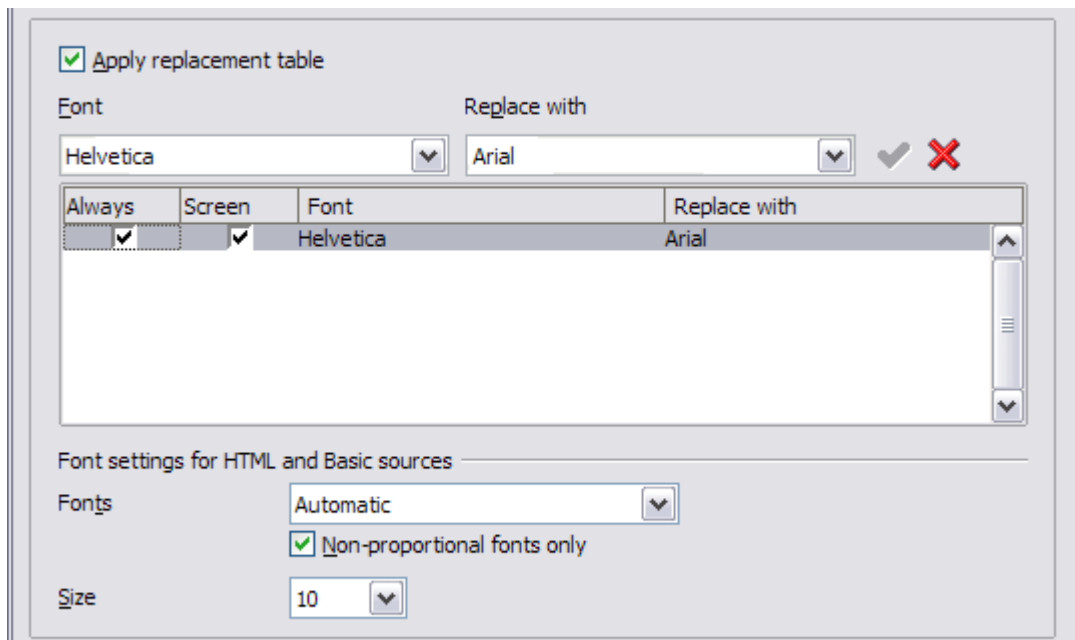 Apply replacement table
Font Replace with
Helvetica Arial
Always Screen Font Replace with
Helvetica Arial
Font settings for HTML and Basic sources
Fonts Automatic
Non-proportional fonts only
Size 10